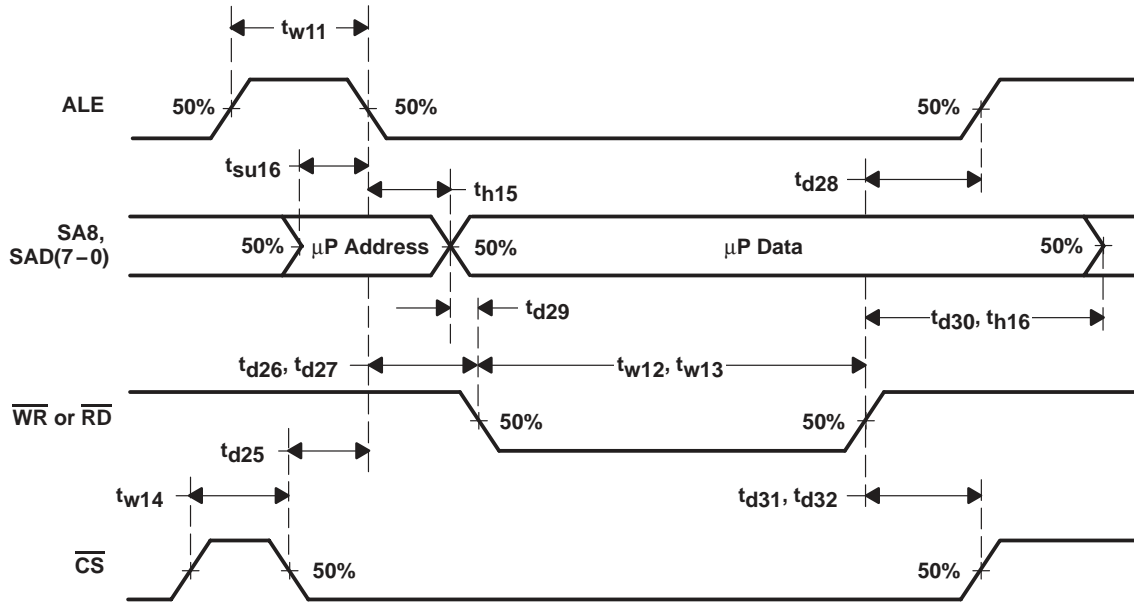 tw11
ALE 50% 50% 50%
tsu16 th15 td28
SA8,
SAD(7−0) 50% μP Address 50% μP Data 50%
td29 td30, th16
td26, td27 tw12, tw13
WR or RD 50% 50%
td25
tw14 td31, td32
CS 50% 50%